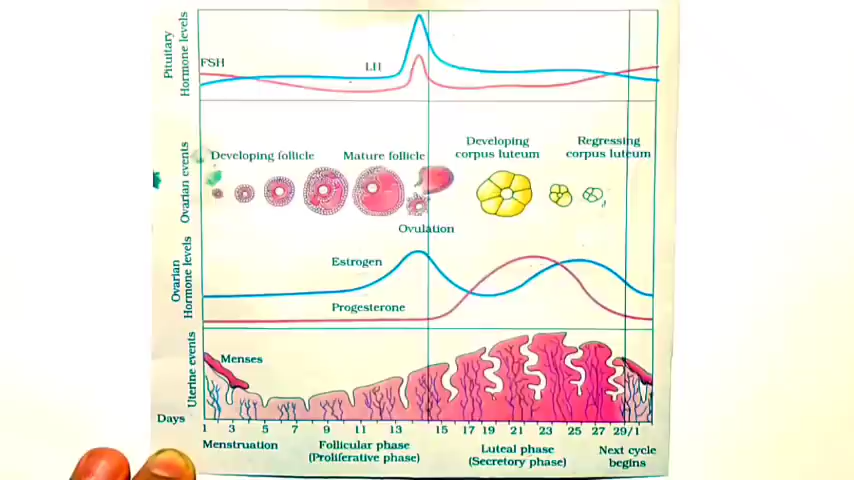 Pituitary
Hormone levels
FSH
LH
Ovarian events
Developing follicle
Mature follicle
Developing
corpus luteum
Regressing
corpus luteum
Ovulation
Ovarian
Hormone levels
Estrogen
Progesterone
Uterine events
Menses
Days
1 3 5 7 9 11 13 15 17 19 21 23 25 27 29/1
Menstruation
Follicular phase
(Proliferative phase)
Luteal phase
(Secretory phase)
Next cycle
begins